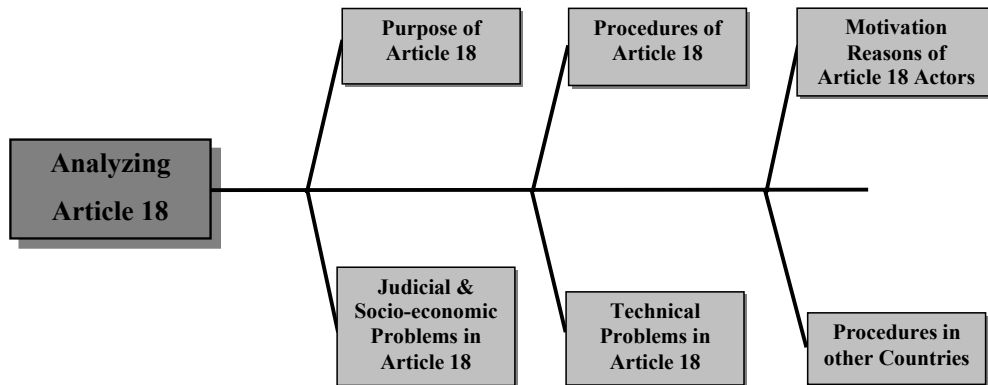 Purpose of
Article 18
Procedures of
Article 18
Motivation
Reasons of
Article 18 Actors
Analyzing
Article 18
Judicial &
Socio-economic
Problems in
Article 18
Technical
Problems in
Article 18
Procedures in
other Countries